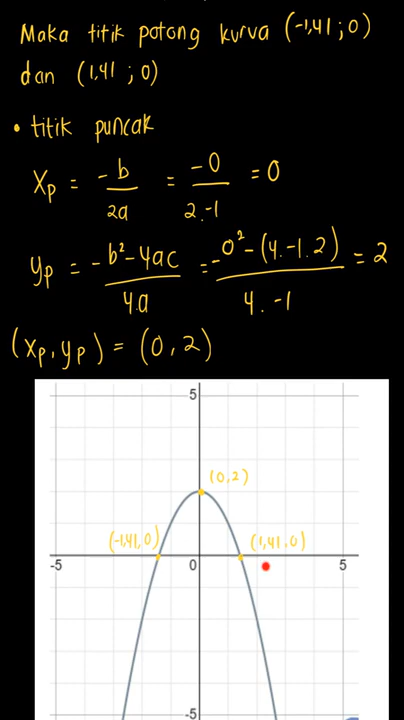 Maka titik potong kurva (-1,41 ; 0)
dan (1,41 ; 0)
• titik puncak
Xp = -b/2a = -0/2.-1 = 0
yp = -b²-4ac/4a = -0²-(4.-1.2)/4.-1 = 2
(xp, yp) = (0, 2)
5
(0,2)
(-1,41,0) (1,41,0)
-5 0 5
-5